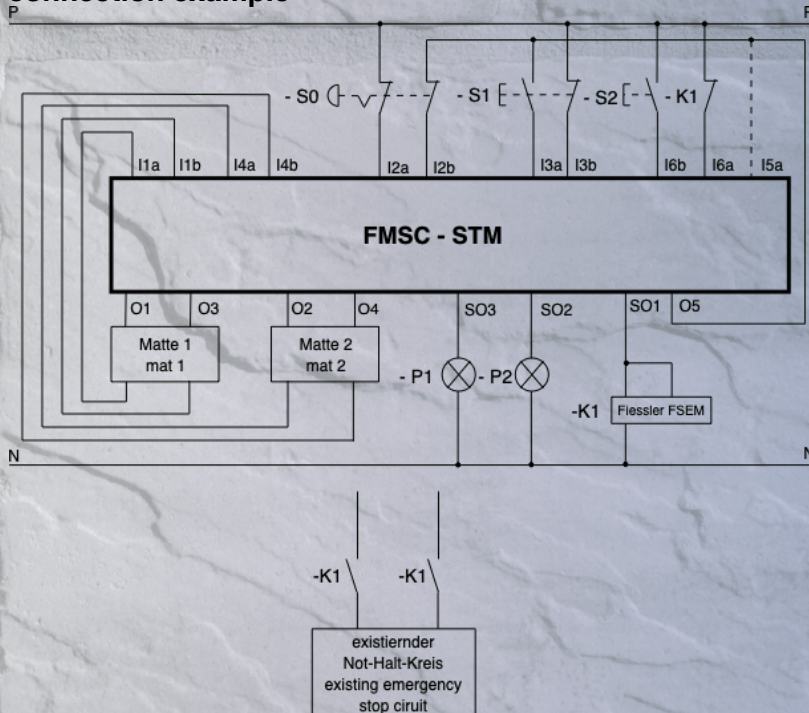 connection example
P
- S0
- S1
- S2
- K1
I1a
I1b
I4a
I4b
I2a
I2b
I3a
I3b
I6b
I6a
I5a
FMSC - STM
O1
O3
O2
O4
SO3
SO2
SO1
O5
Matte 1
mat 1
Matte 2
mat 2
- P1
- P2
-K1
Fiessler FSEM
N
-K1
-K1
existiernder
Not-Halt-Kreis
existing emergency
stop ciruit